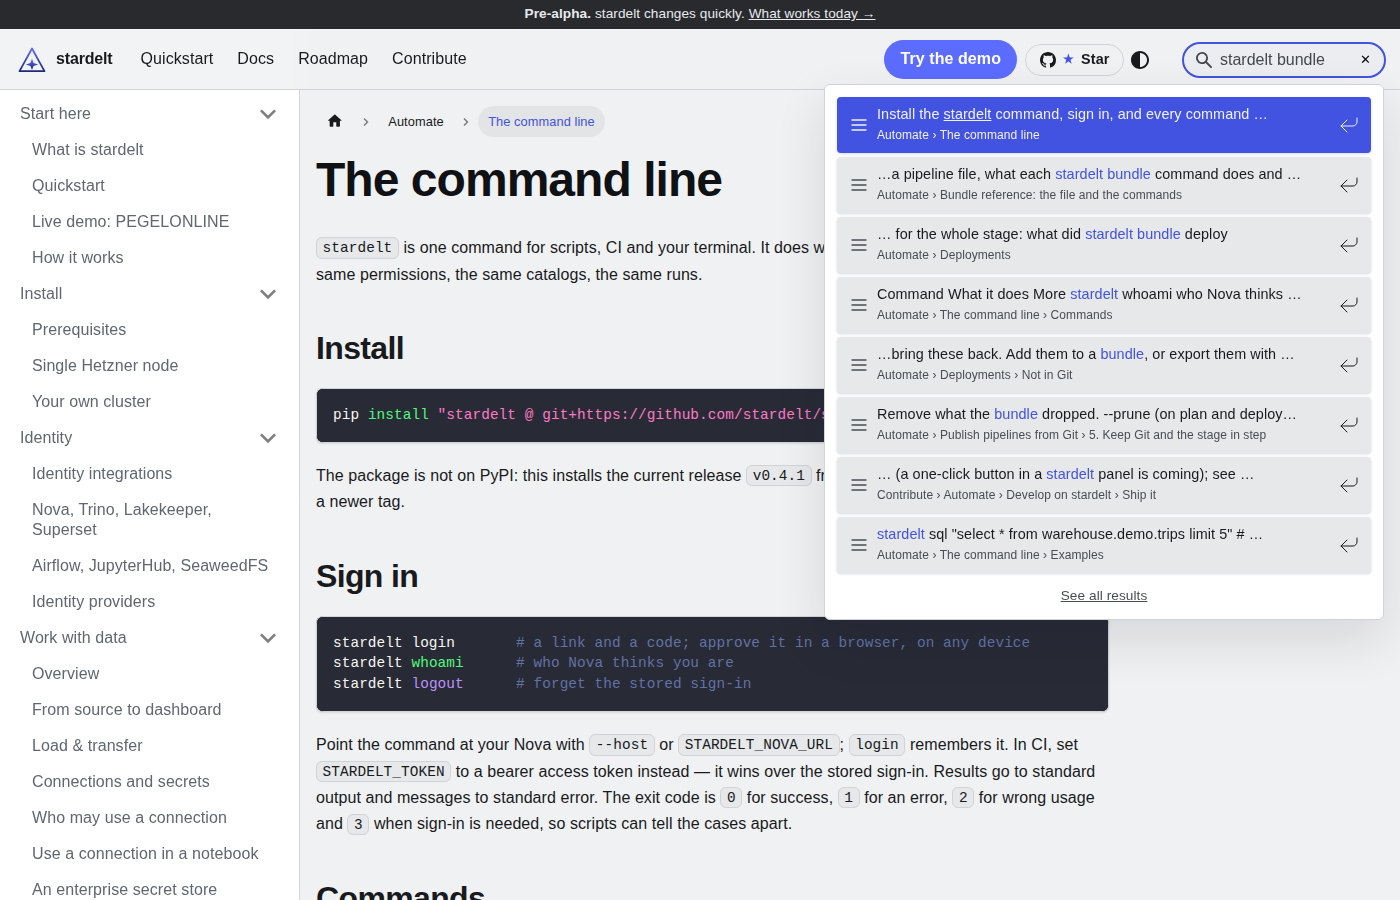 Pre-alpha. stardelt changes quickly. What works today →
stardelt
Quickstart
Docs
Roadmap
Contribute
Try the demo
★ Star
stardelt bundle
Start here
What is stardelt
Quickstart
Live demo: PEGELONLINE
How it works
Install
Prerequisites
Single Hetzner node
Your own cluster
Identity
Identity integrations
Nova, Trino, Lakekeeper,
Superset
Airflow, JupyterHub, SeaweedFS
Identity providers
Work with data
Overview
From source to dashboard
Load & transfer
Connections and secrets
Who may use a connection
Use a connection in a notebook
An enterprise secret store
Automate
The command line
The command line
stardelt is one command for scripts, CI and your terminal. It does w
same permissions, the same catalogs, the same runs.
Install
pip install "stardelt @ git+https://github.com/stardelt/s
The package is not on PyPI: this installs the current release v0.4.1 fr
a newer tag.
Sign in
stardelt login # a link and a code; approve it in a browser, on any device
stardelt whoami # who Nova thinks you are
stardelt logout # forget the stored sign-in
Point the command at your Nova with --host or STARDELT_NOVA_URL; login remembers it. In CI, set
STARDELT_TOKEN to a bearer access token instead — it wins over the stored sign-in. Results go to standard
output and messages to standard error. The exit code is 0 for success, 1 for an error, 2 for wrong usage
and 3 when sign-in is needed, so scripts can tell the cases apart.
Commands
Install the stardelt command, sign in, and every command …
Automate › The command line
…a pipeline file, what each stardelt bundle command does and …
Automate › Bundle reference: the file and the commands
… for the whole stage: what did stardelt bundle deploy
Automate › Deployments
Command What it does More stardelt whoami who Nova thinks …
Automate › The command line › Commands
…bring these back. Add them to a bundle, or export them with …
Automate › Deployments › Not in Git
Remove what the bundle dropped. --prune (on plan and deploy…
Automate › Publish pipelines from Git › 5. Keep Git and the stage in step
… (a one-click button in a stardelt panel is coming); see …
Contribute › Automate › Develop on stardelt › Ship it
stardelt sql "select * from warehouse.demo.trips limit 5" # …
Automate › The command line › Examples
See all results